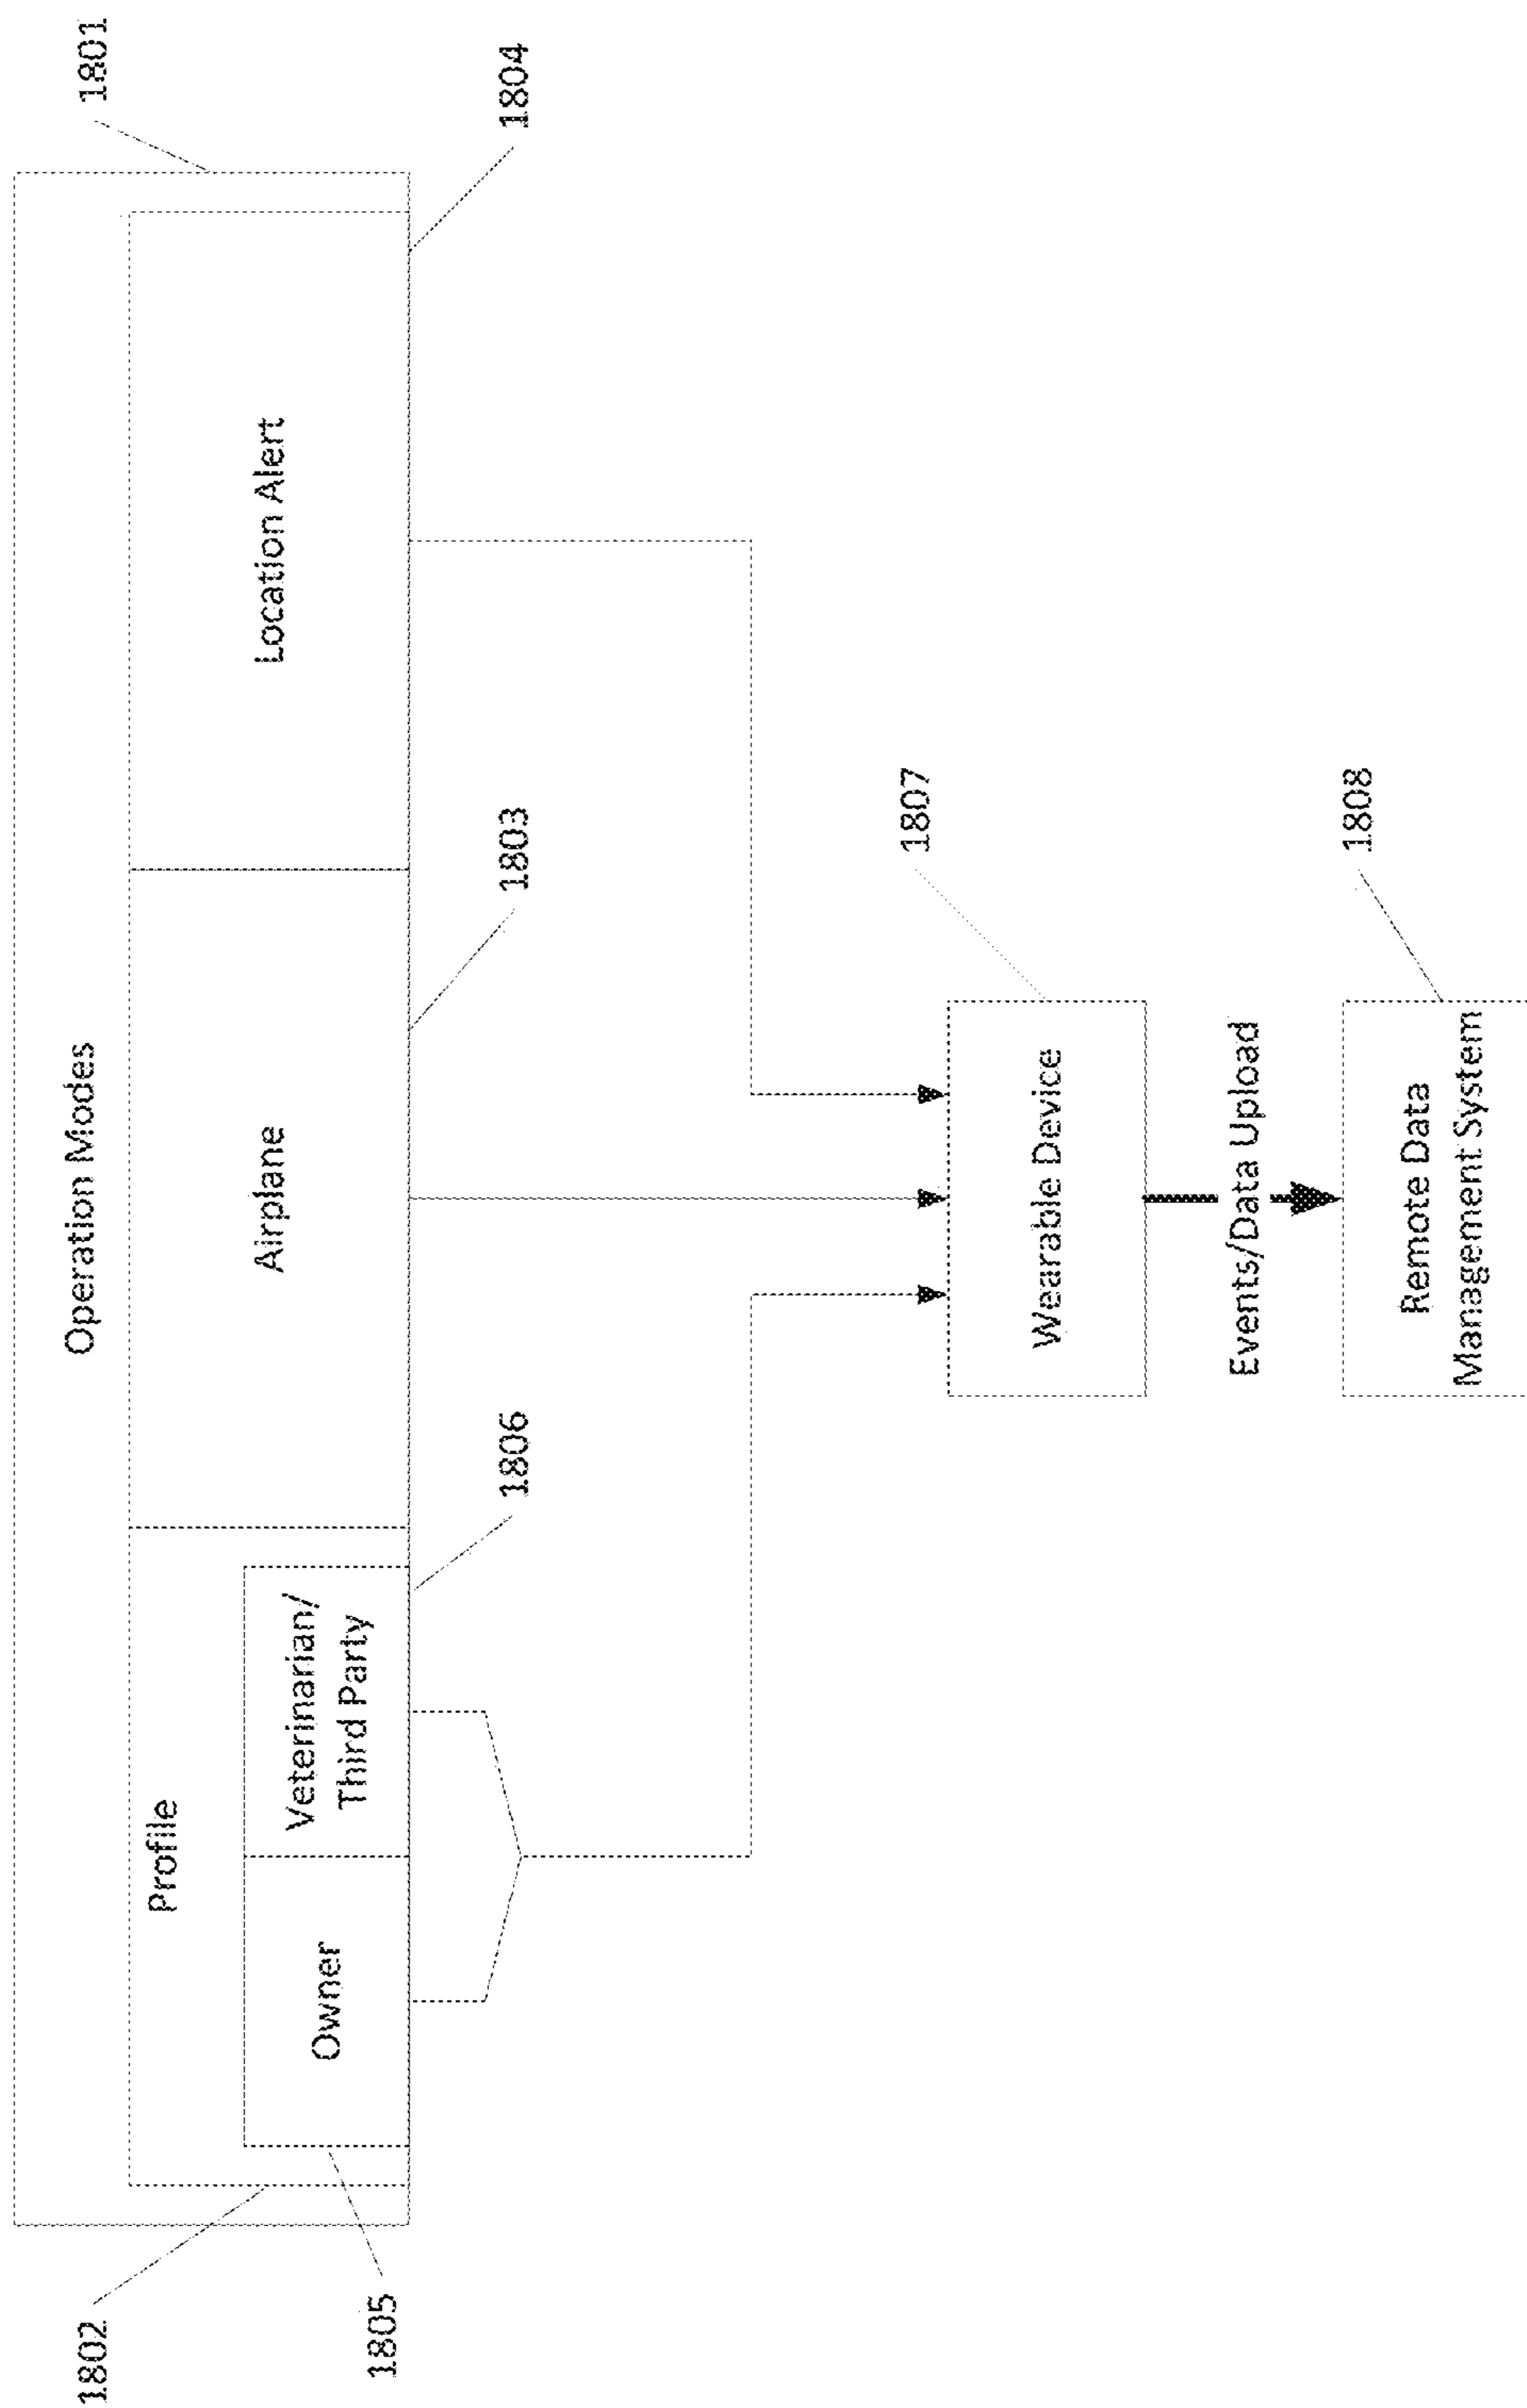 1801
Operation Modes
1802
Profile
Airplane
Location Alert
Owner
Veterinarian/
Third Party
1805
1806
1803
1804
Wearable Device
1807
Events/Data Upload
Remote Data
Management System
1808